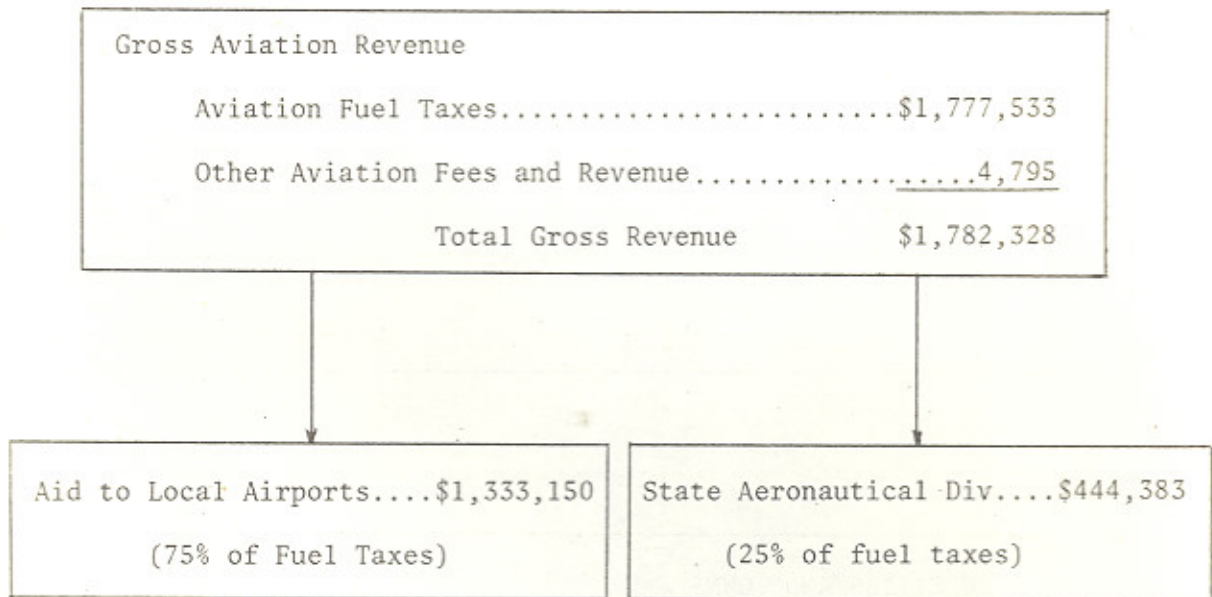 Gross Aviation Revenue
Aviation Fuel Taxes.........................$1,777,533
Other Aviation Fees and Revenue..................4,795
Total Gross Revenue $1,782,328
Aid to Local Airports....$1,333,150
(75% of Fuel Taxes)
State Aeronautical Div....$444,383
(25% of fuel taxes)